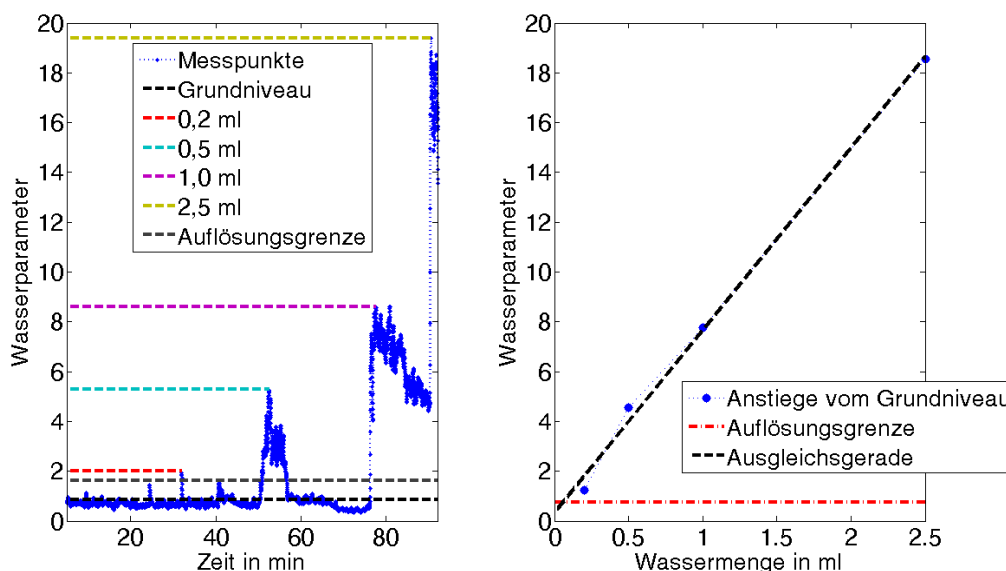 20
18
16
14
12
10
8
6
4
2
0
Wasserparameter
Messpunkte
Grundniveau
0,2 ml
0,5 ml
1,0 ml
2,5 ml
Auflösungsgrenze
20 40 60 80
Zeit in min
20
18
16
14
12
10
8
6
4
2
0
Wasserparameter
Anstiege vom Grundniveau
Auflösungsgrenze
Ausgleichsgerade
0 0.5 1 1.5 2 2.5
Wassermenge in ml